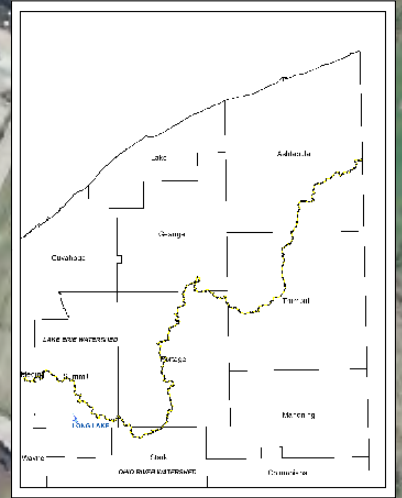 Lake
Ashtabula
Geauga
Cuyahoga
Trumbull
LAKE ERIE WATERSHED
Portage
Medina
Summit
Mahoning
LONG LAKE
Wayne
Stark
OHIO RIVER WATERSHED
Columbiana